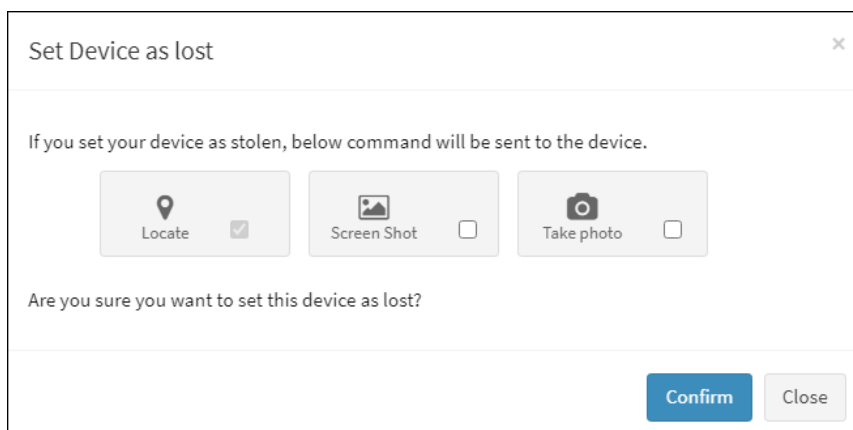 Set Device as lost ×
If you set your device as stolen, below command will be sent to the device.
Locate Screen Shot Take photo
Are you sure you want to set this device as lost?
Confirm Close